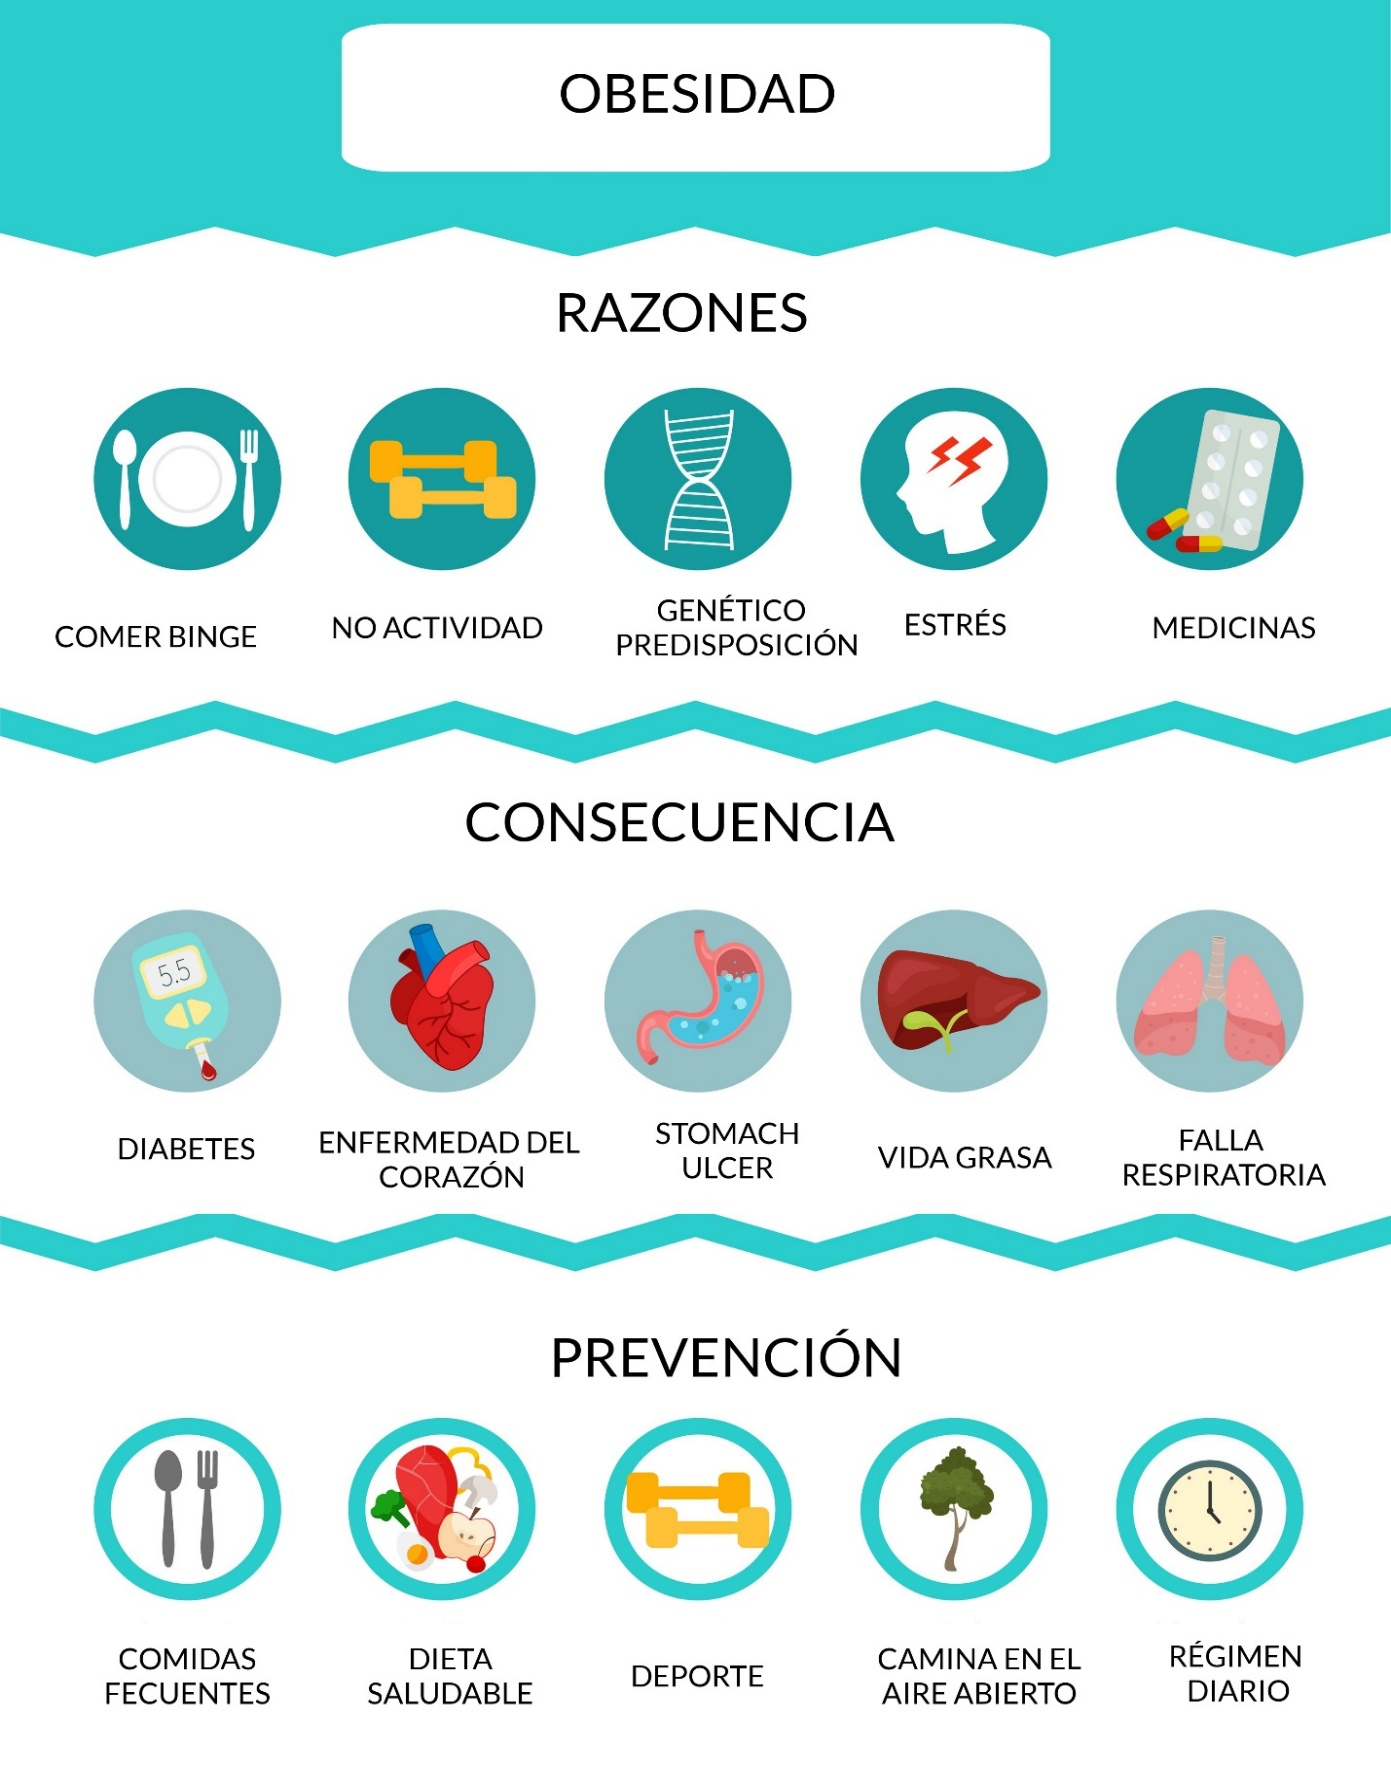 OBESIDAD
RAZONES
COMER BINGE
NO ACTIVIDAD
GENÉTICO
PREDISPOSICIÓN
ESTRÉS
MEDICINAS
CONSECUENCIA
5.5
DIABETES
ENFERMEDAD DEL
CORAZÓN
STOMACH
ULCER
VIDA GRASA
FALLA
RESPIRATORIA
PREVENCIÓN
COMIDAS
FECUENTES
DIETA
SALUDABLE
DEPORTE
CAMINA EN EL
AIRE ABIERTO
RÉGIMEN
DIARIO